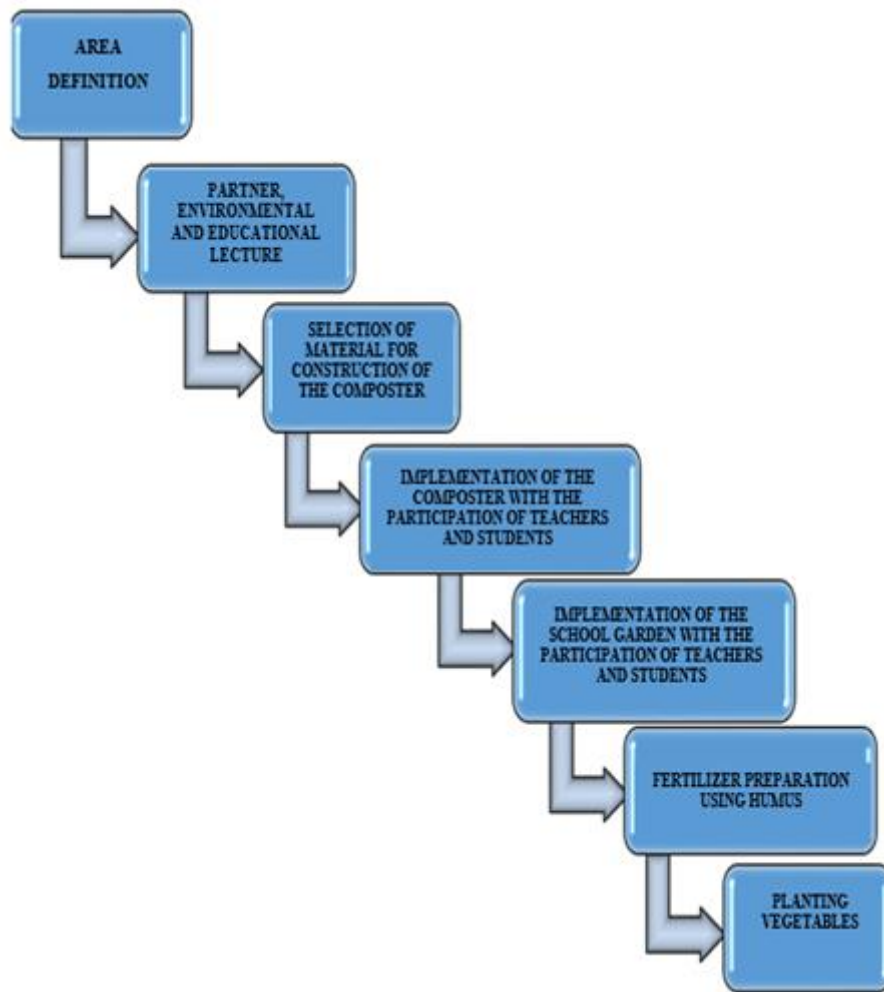 AREA
DEFINITION
PARTNER,
ENVIRONMENTAL
AND EDUCATIONAL
LECTURE
SELECTION OF
MATERIAL FOR
CONSTRUCTION OF
THE COMPOSTER
IMPLEMENTATION OF THE
COMPOSTER WITH THE
PARTICIPATION OF TEACHERS
AND STUDENTS
IMPLEMENTATION OF THE
SCHOOL GARDEN WITH THE
PARTICIPATION OF TEACHERS
AND STUDENTS
FERTILIZER PREPARATION
USING HUMUS
PLANTING
VEGETABLES